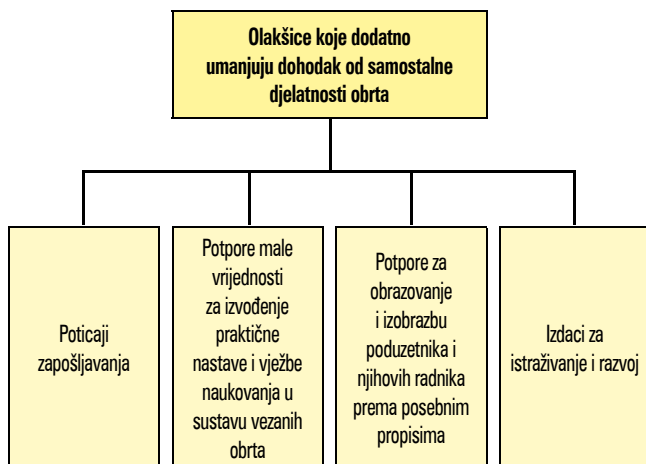 Olakšice koje dodatno
umanjuju dohodak od samostalne
djelatnosti obrta
Poticaji
zapošljavanja
Potpore male
vrijednosti
za izvođenje
praktične
nastave i vježbe
naukovanja u
sustavu vezanih
obrta
Potpore za
obrazovanje
i izobrazbu
poduzetnika i
njihovih radnika
prema posebnim
propisima
Izdaci za
istraživanje i razvoj